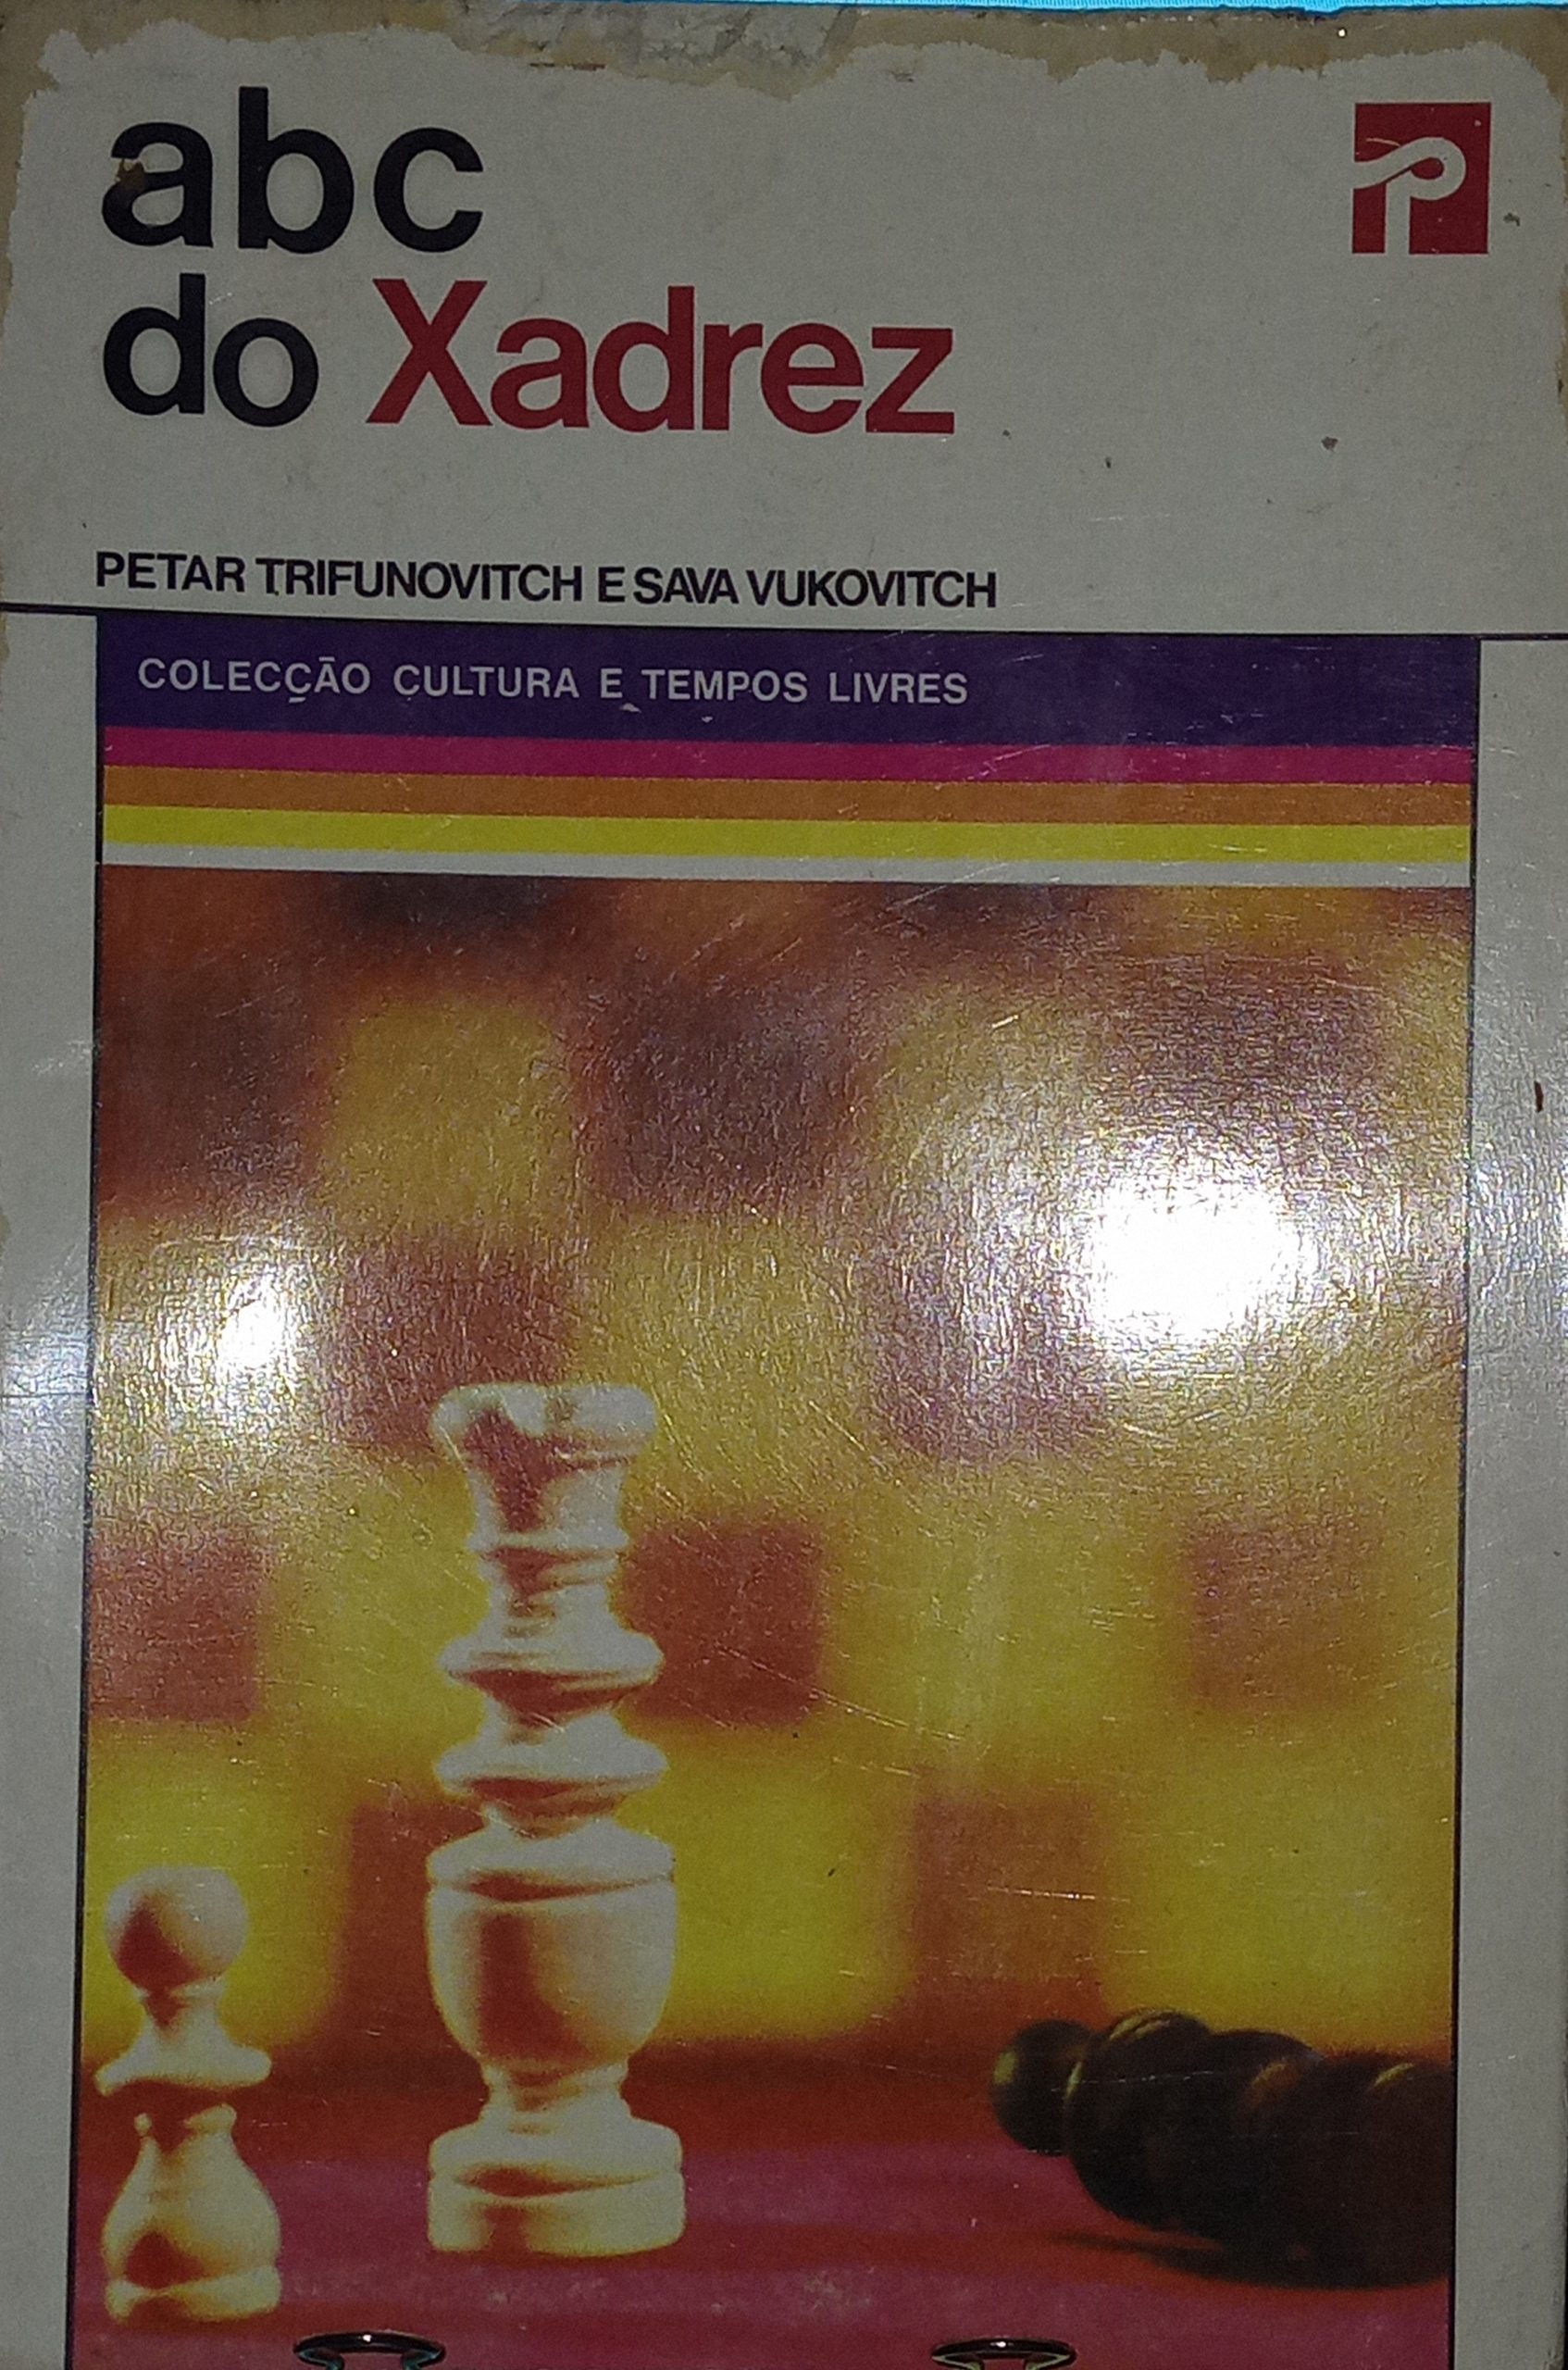 abc
do Xadrez
PETAR TRIFUNOVITCH E SAVA VUKOVITCH
COLECÇÃO CULTURA E TEMPOS LIVRES